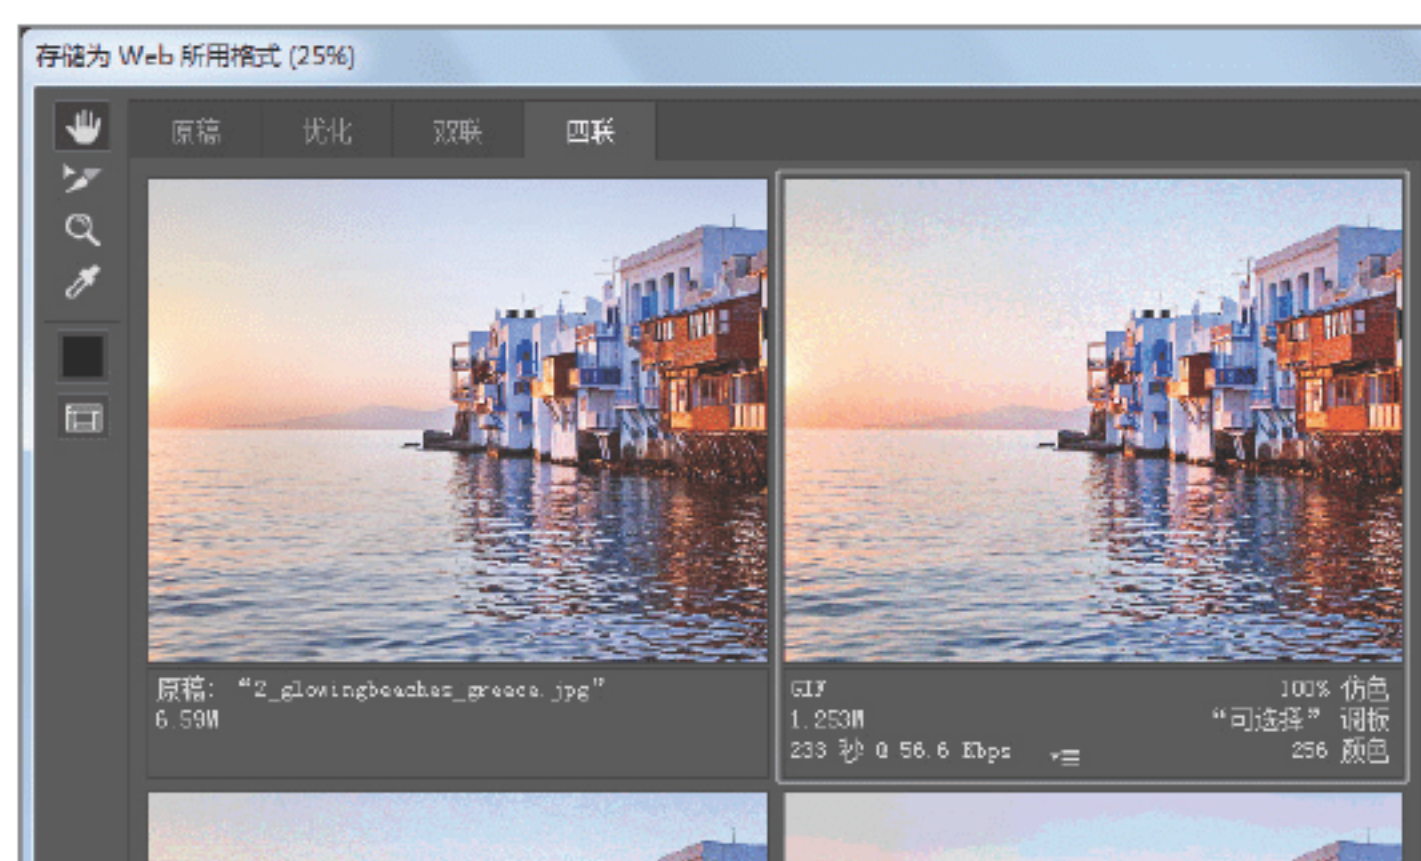 存储为 Web 所用格式 (25%)
原稿 优化 双联 四联
原稿: “2_glowingbeaches_greece.jpg”
6.59M
GIF 100% 仿色
1.253M “可选择” 调板
233 秒 @ 56.6 Kbps 256 颜色